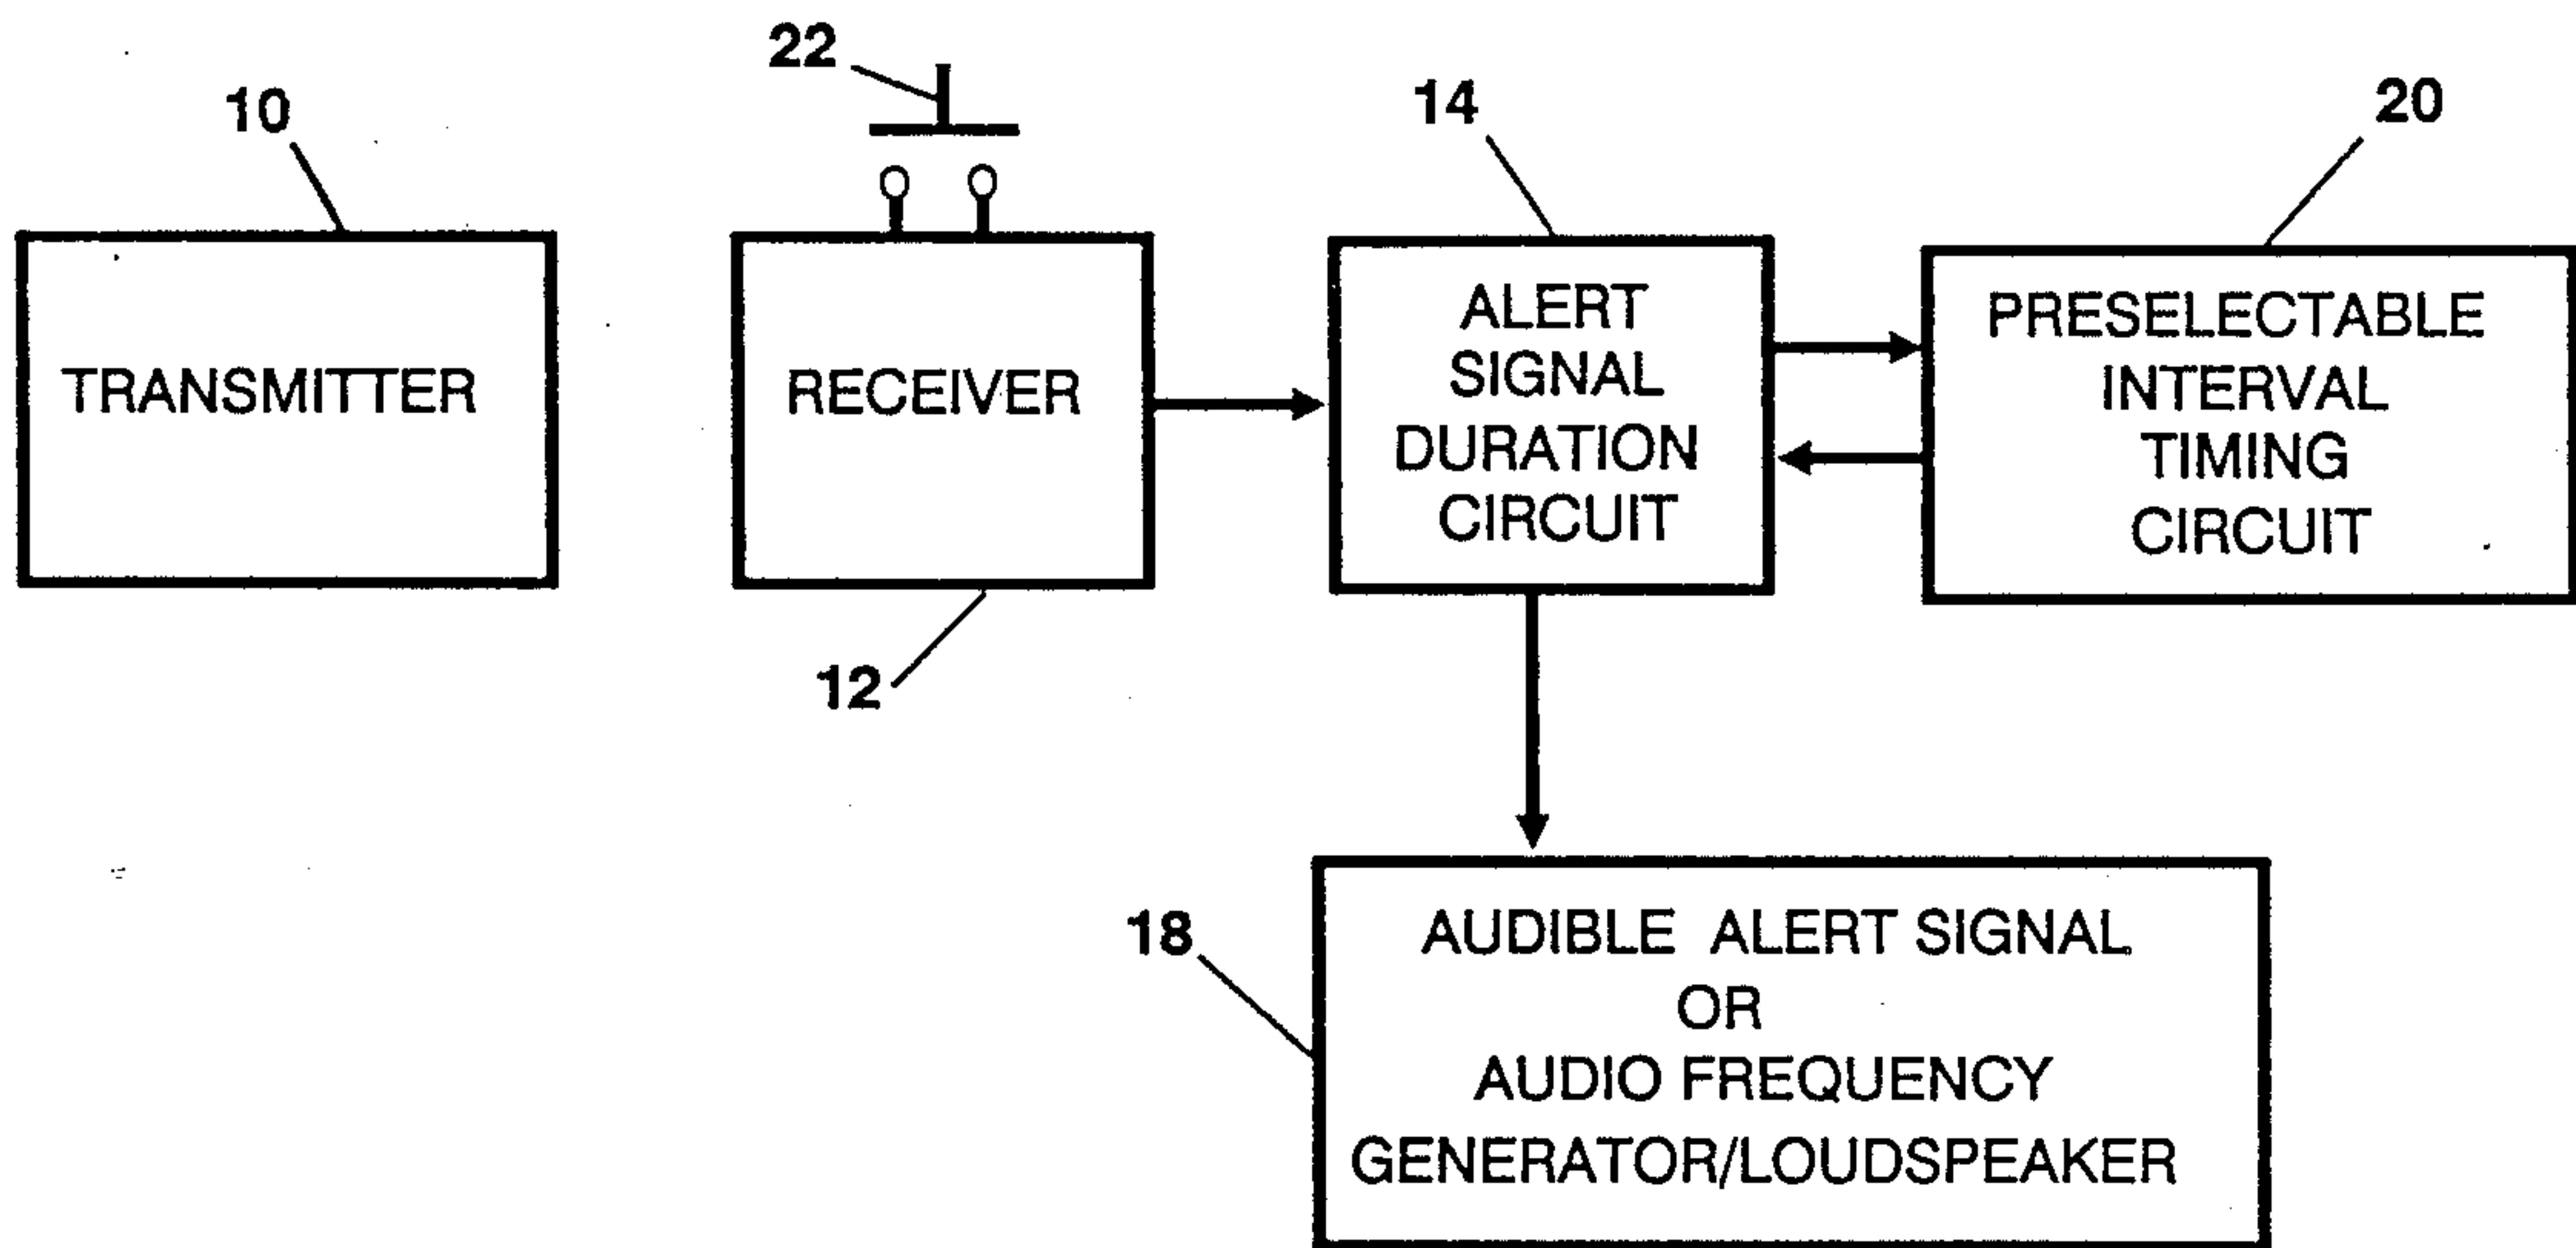 22
10
14
20
TRANSMITTER
RECEIVER
ALERT
SIGNAL
DURATION
CIRCUIT
PRESELECTABLE
INTERVAL
TIMING
CIRCUIT
12
18
AUDIBLE ALERT SIGNAL
OR
AUDIO FREQUENCY
GENERATOR/LOUDSPEAKER